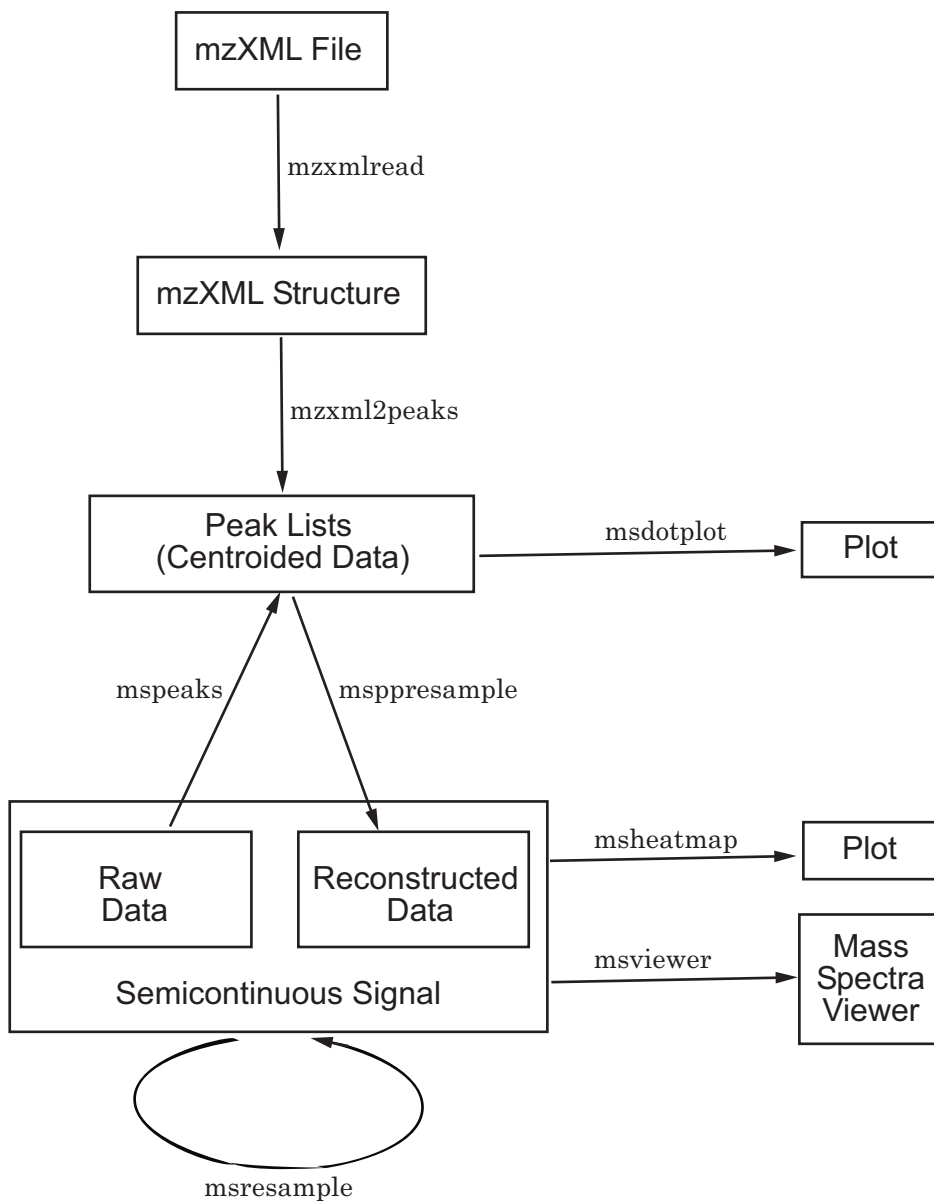 mzXML File
mzxmlread
mzXML Structure
mzxml2peaks
Peak Lists
(Centroided Data)
msdotplot
Plot
mspeaks
msppresample
Raw
Data
Reconstructed
Data
Semicontinuous Signal
msheatmap
Plot
msviewer
Mass
Spectra
Viewer
msresample